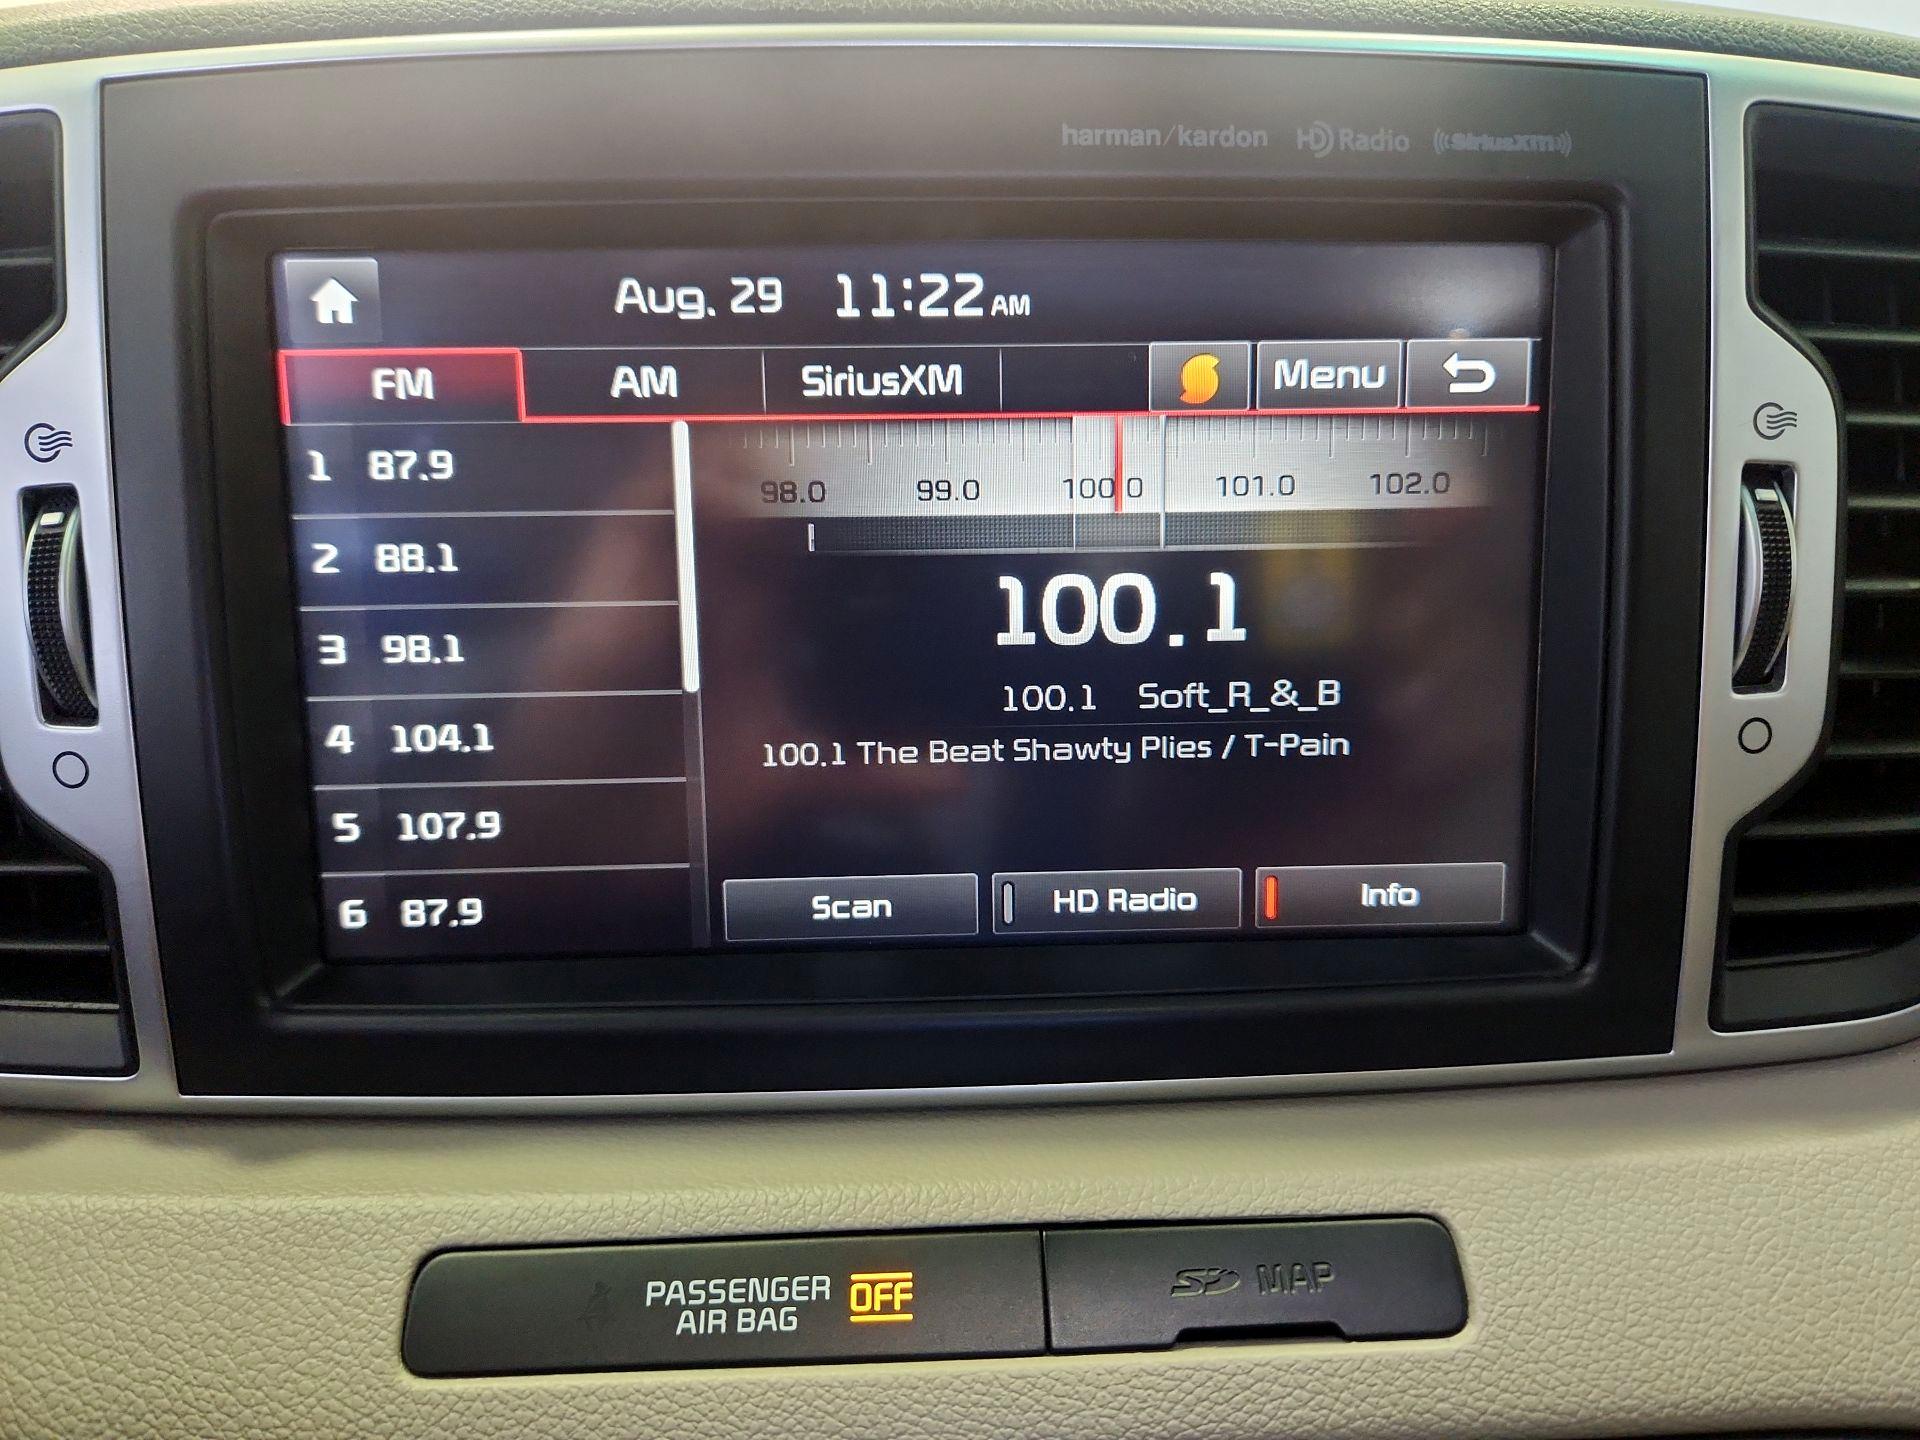 harman/kardon HD Radio SiriusXM
Aug. 29 11:22 AM
FM AM SiriusXM Menu
1 87.9
2 88.1
3 98.1
4 104.1
5 107.9
6 87.9
98.0 99.0 100.0 101.0 102.0
100.1
100.1 Soft_R_&_B
100.1 The Beat Shawty Plies / T-Pain
Scan HD Radio Info
PASSENGER
AIR BAG OFF
SD MAP